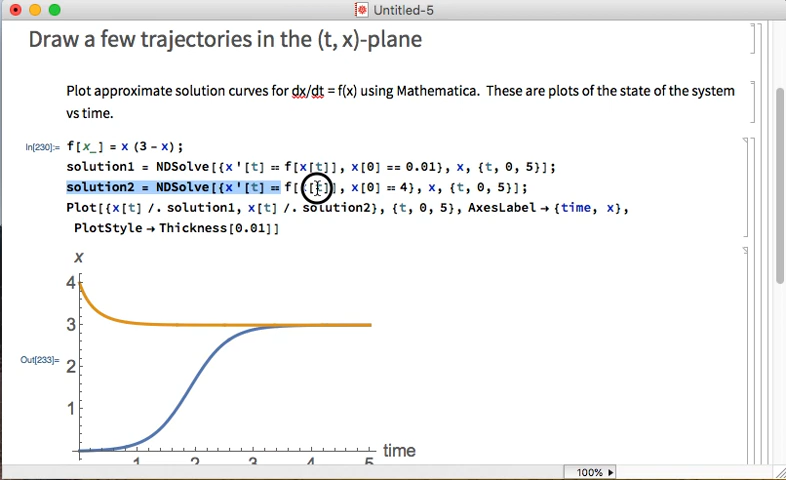 Untitled-5
Draw a few trajectories in the (t, x)-plane
Plot approximate solution curves for dx/dt = f(x) using Mathematica. These are plots of the state of the system
vs time.
In[230]:= f[x_] = x (3 - x);
solution1 = NDSolve[{x'[t] == f[x[t]], x[0] == 0.01}, x, {t, 0, 5}];
solution2 = NDSolve[{x'[t] == f[x[t]], x[0] == 4}, x, {t, 0, 5}];
Plot[{x[t] /. solution1, x[t] /. solution2}, {t, 0, 5}, AxesLabel → {time, x},
PlotStyle → Thickness[0.01]]
x
4
3
Out[233]= 2
1
time
1 2 3 4 5
100%